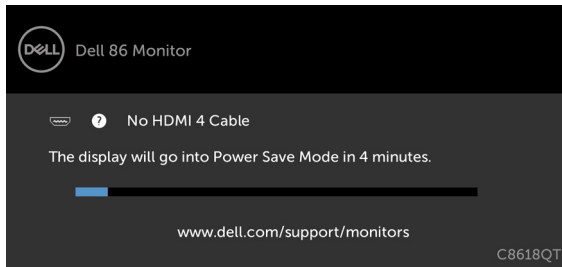 DELL
Dell 86 Monitor
? No HDMI 4 Cable
The display will go into Power Save Mode in 4 minutes.
www.dell.com/support/monitors
C8618QT